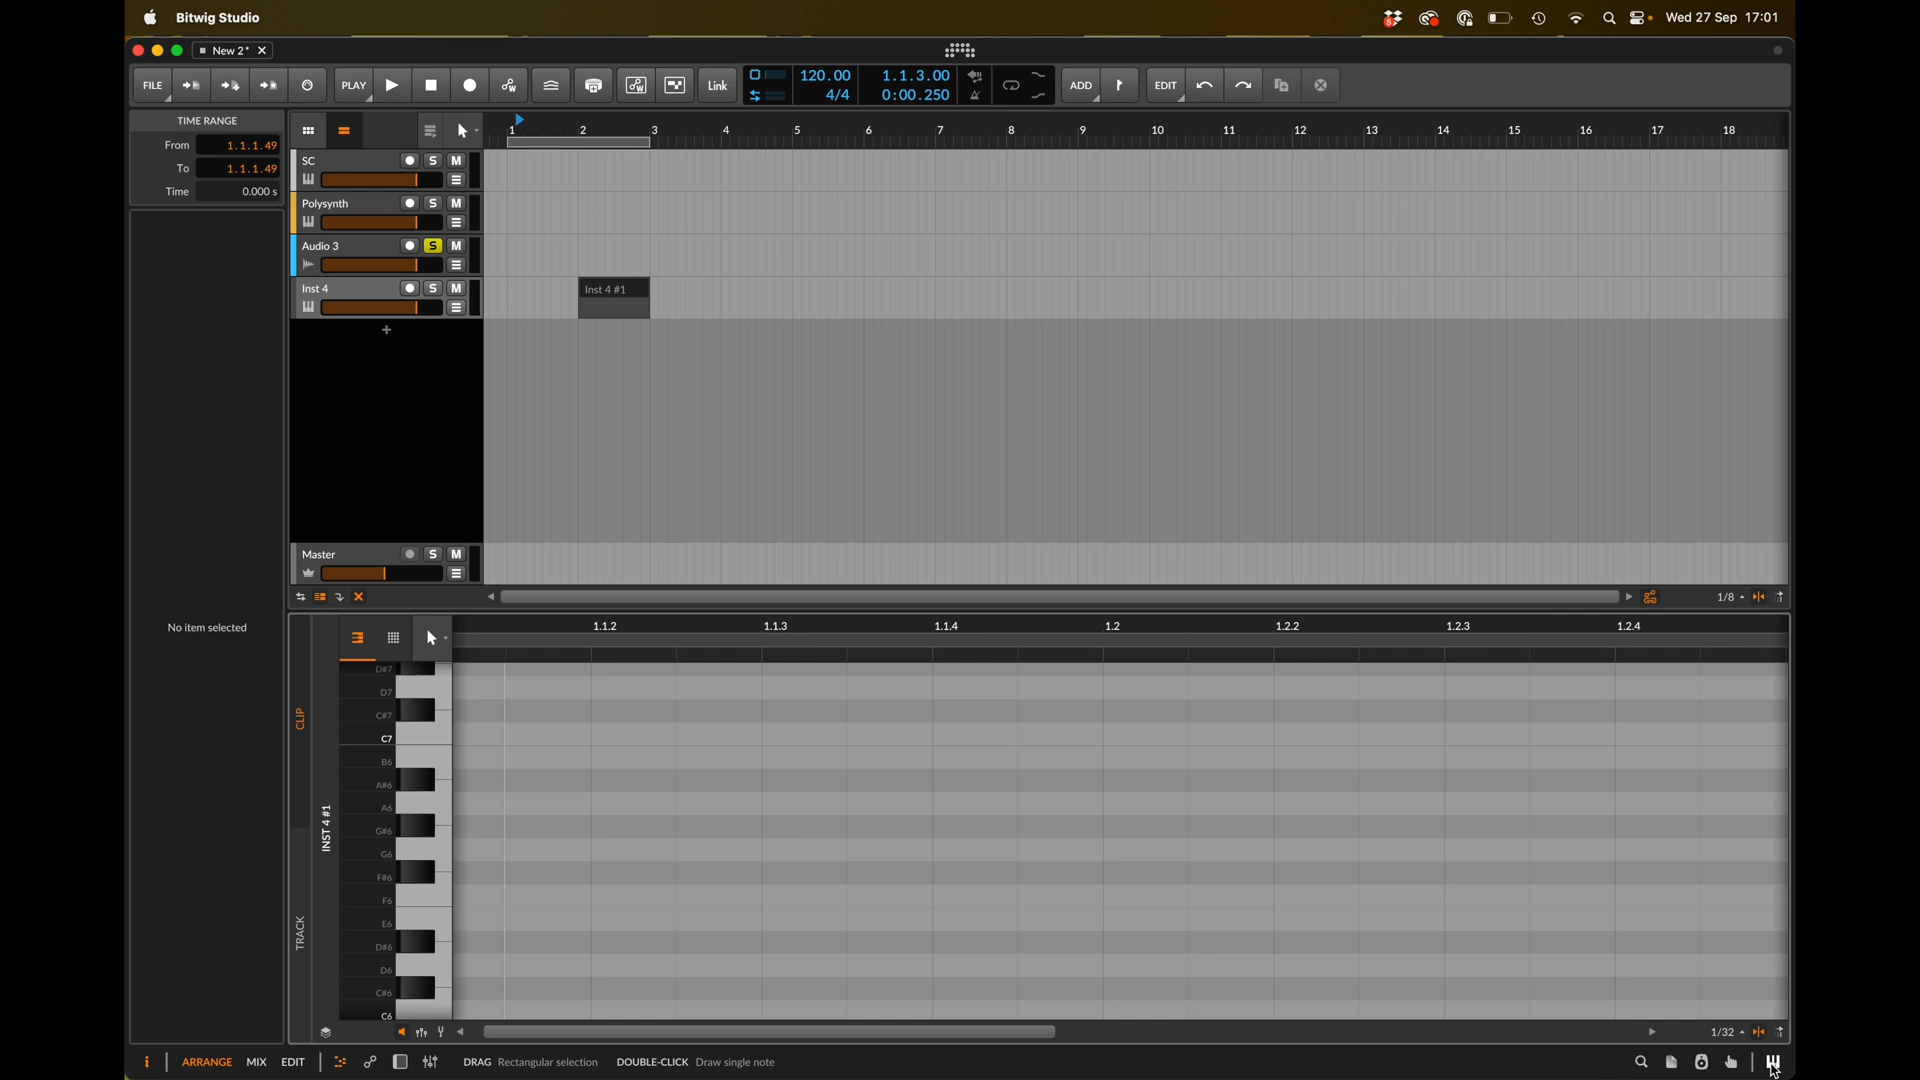 Bitwig Studio
5
Wed 27 Sep 17:01
New 2*
FILE PLAY Link 120.00 4/4 1.1.3.00 0:00.250 ADD EDIT
TIME RANGE
From 1.1.1.49
To 1.1.1.49
Time 0.000 s
1 2 3 4 5 6 7 8 9 10 11 12 13 14 15 16 17 18
SC S M
Polysynth S M
Audio 3 S M
Inst 4 S M
Inst 4 #1
+
Master S M
1/8
No item selected
1.1.2 1.1.3 1.1.4 1.2 1.2.2 1.2.3 1.2.4
D#7
D7
C#7
C7
B6
A#6
A6
G#6
G6
F#6
F6
E6
D#6
D6
C#6
C6
CLIP
TRACK
INST 4 #1
1/32
i ARRANGE MIX EDIT DRAG Rectangular selection DOUBLE-CLICK Draw single note